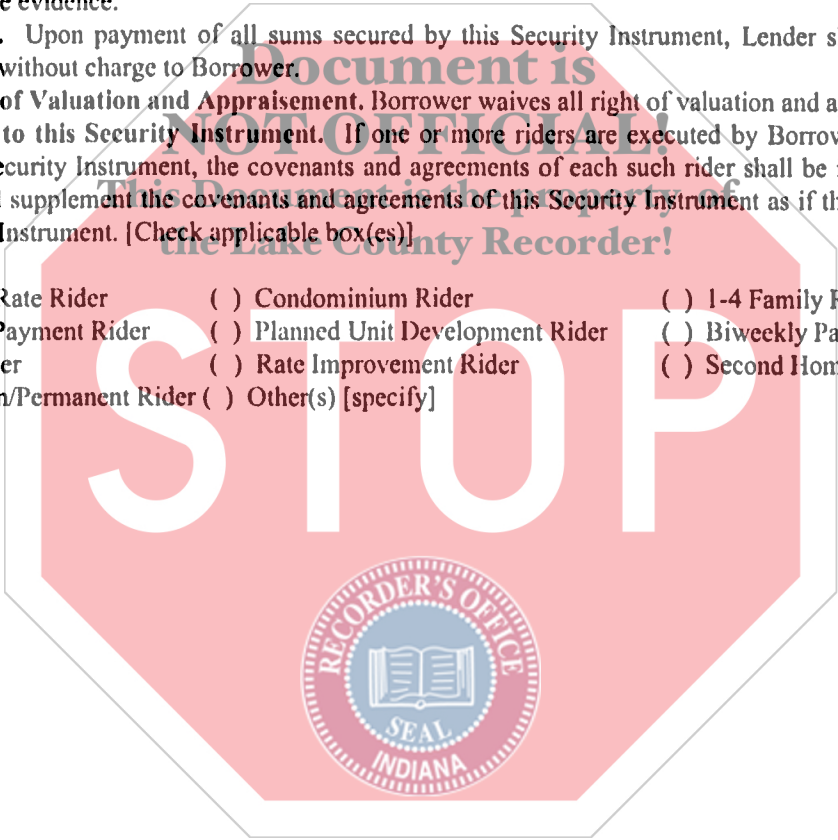 e evidence.
. Upon payment of all sums secured by this Security Instrument, Lender s
without charge to Borrower.
of Valuation and Appraisement. Borrower waives all right of valuation and a
to this Security Instrument. If one or more riders are executed by Borrow
ecurity Instrument, the covenants and agreements of each such rider shall be
supplement the covenants and agreements of this Security Instrument as if th
Instrument. [Check applicable box(es)]
Rate Rider ( ) Condominium Rider ( ) 1-4 Family R
Payment Rider ( ) Planned Unit Development Rider ( ) Biweekly Pa
er ( ) Rate Improvement Rider ( ) Second Hom
n/Permanent Rider ( ) Other(s) [specify]
Document is
NOT OFFICIAL!
This Document is the property of
the Lake County Recorder!
STOP
RECORDER'S OFFICE
SEAL
INDIANA